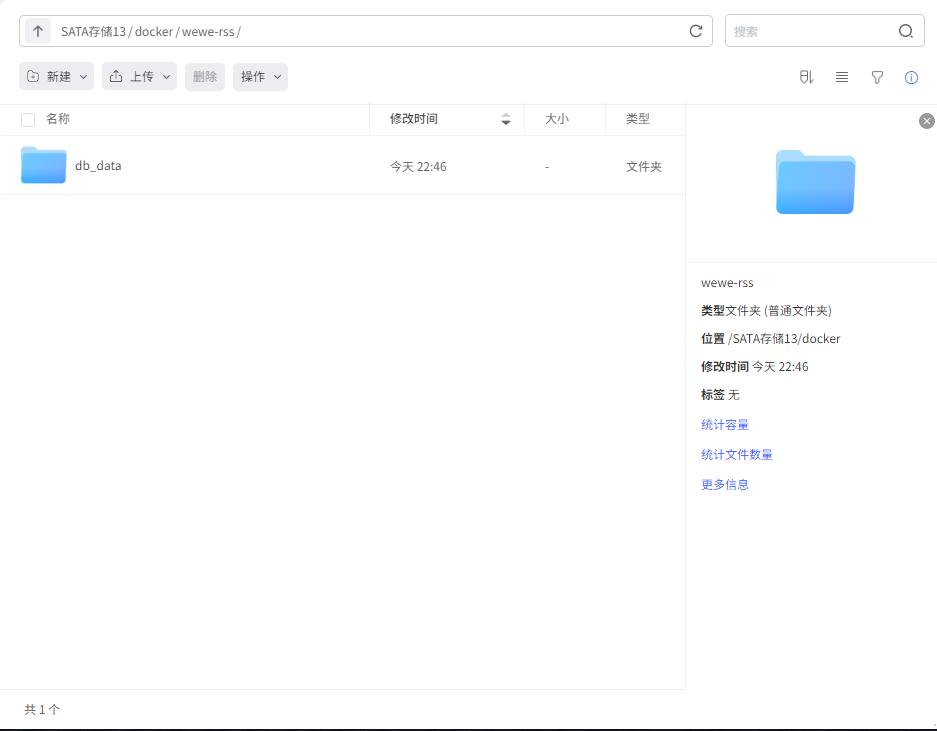 SATA存储13 / docker / wewe-rss /
搜索
新建 上传 删除 操作
名称 修改时间 大小 类型
db_data 今天 22:46 - 文件夹
wewe-rss
类型文件夹 (普通文件夹)
位置 /SATA存储13/docker
修改时间 今天 22:46
标签 无
统计容量
统计文件数量
更多信息
共 1 个